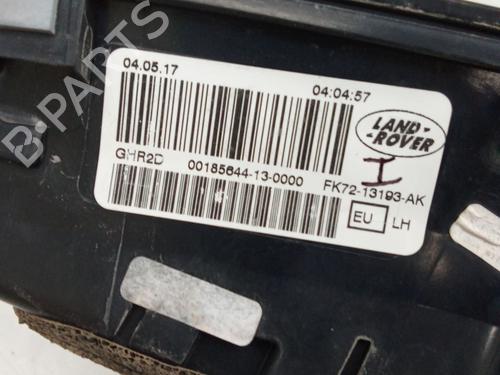 B-PARTS
04.05.17 04:04:57
LAND-
-ROVER
GHR2D 00185644-13-0000 FK72-13193-AK
I
EU LH